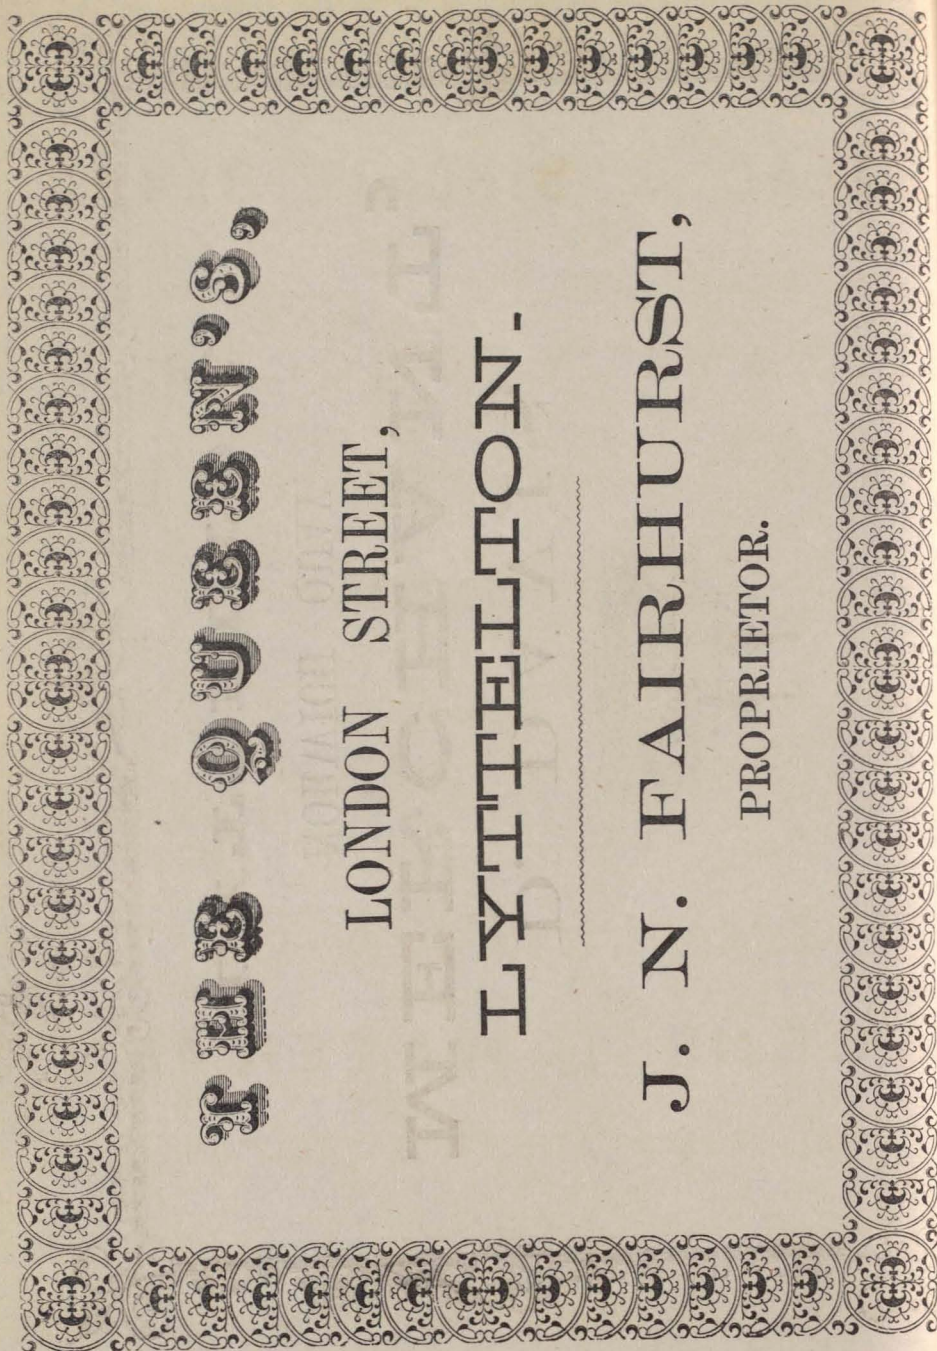 THE QUEEN'S,
LONDON STREET,
LYTTELTON.
J. N. FAIRHURST,
PROPRIETOR.